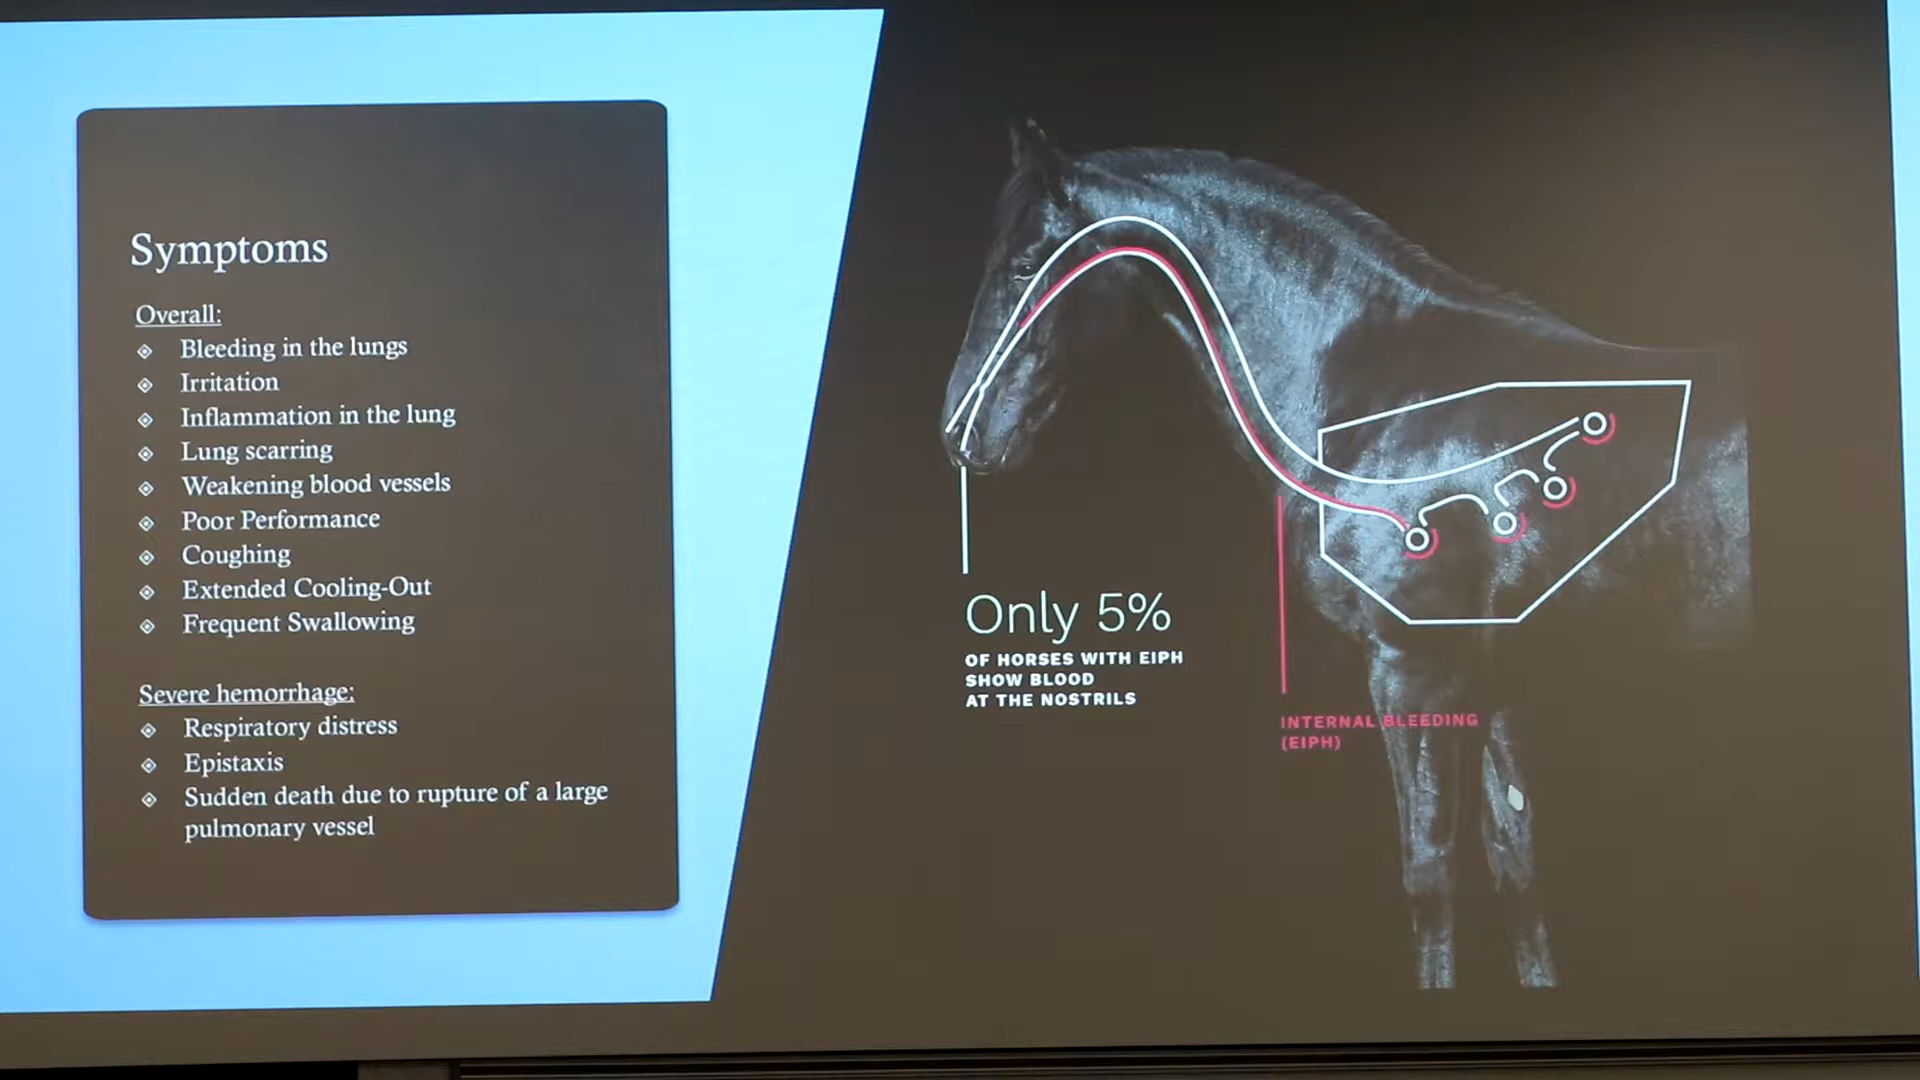 Symptoms
Overall:
Bleeding in the lungs
Irritation
Inflammation in the lung
Lung scarring
Weakening blood vessels
Poor Performance
Coughing
Extended Cooling-Out
Frequent Swallowing
Severe hemorrhage:
Respiratory distress
Epistaxis
Sudden death due to rupture of a large
pulmonary vessel
Only 5%
OF HORSES WITH EIPH
SHOW BLOOD
AT THE NOSTRILS
INTERNAL BLEEDING
(EIPH)